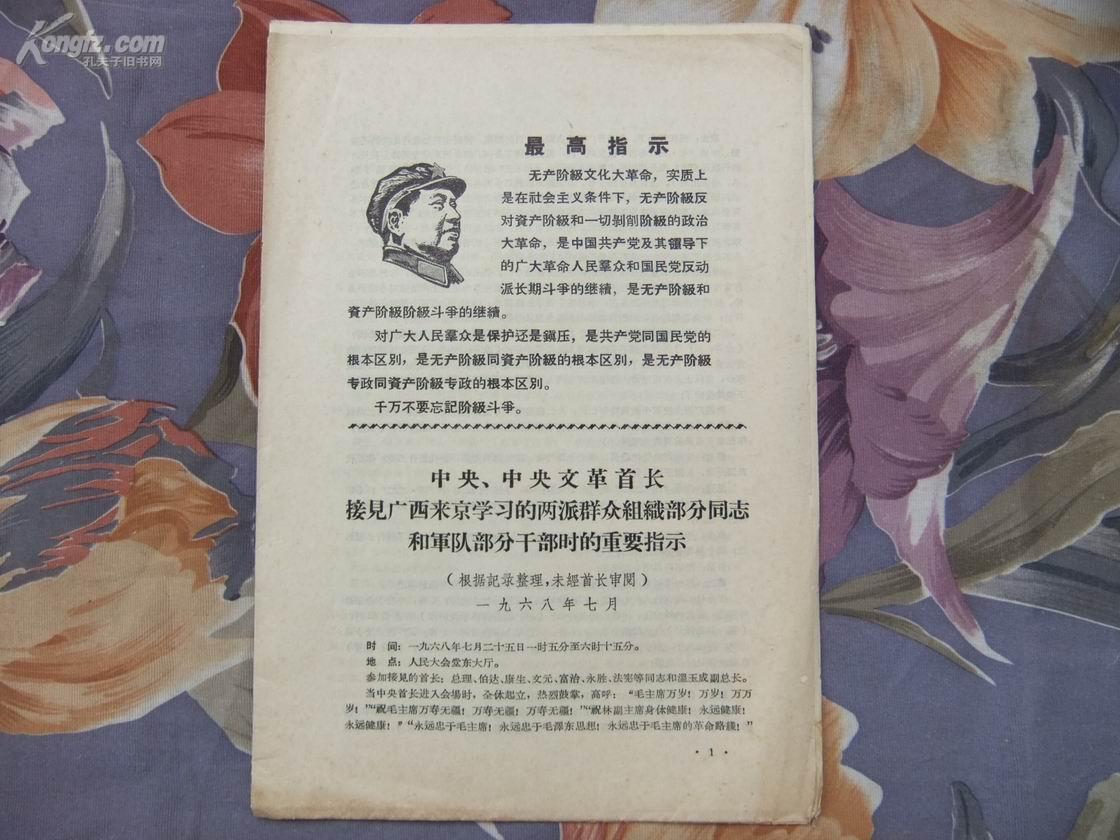 Kongfz.com
孔夫子旧书网
最高指示
无产阶級文化大革命，实质上
是在社会主义条件下，无产阶級反
对資产阶級和一切剝削阶級的政治
大革命，是中国共产党及其領导下
的广大革命人民羣众和国民党反动
派长期斗爭的继續，是无产阶級和
資产阶級阶級斗爭的继續。
对广大人民羣众是保护还是鎭压，是共产党同国民党的
根本区別，是无产阶級同資产阶級的根本区別，是无产阶級
专政同資产阶級专政的根本区別。
千万不要忘記阶級斗爭。
中央、中央文革首长
接見广西来京学习的两派群众組織部分同志
和軍队部分干部时的重要指示
（根据記录整理，未經首长审閱）
一九六八年七月
时　間：一九六八年七月二十五日一时五分至六时十五分。
地　点：人民大会堂东大厅。
参加接見的首长：总理、伯达、康生、文元、富治、永胜、法宪等同志和溫玉成副总长。
当中央首长进入会場时，全体起立，热烈鼓掌，高呼：“毛主席万岁！万岁！万万
岁！”“祝毛主席万寿无疆！万寿无疆！万寿无疆！”“祝林副主席身体健康！永远健康！
永远健康！”“永远忠于毛主席！永远忠于毛澤东思想！永远忠于毛主席的革命路綫！”
· 1 ·